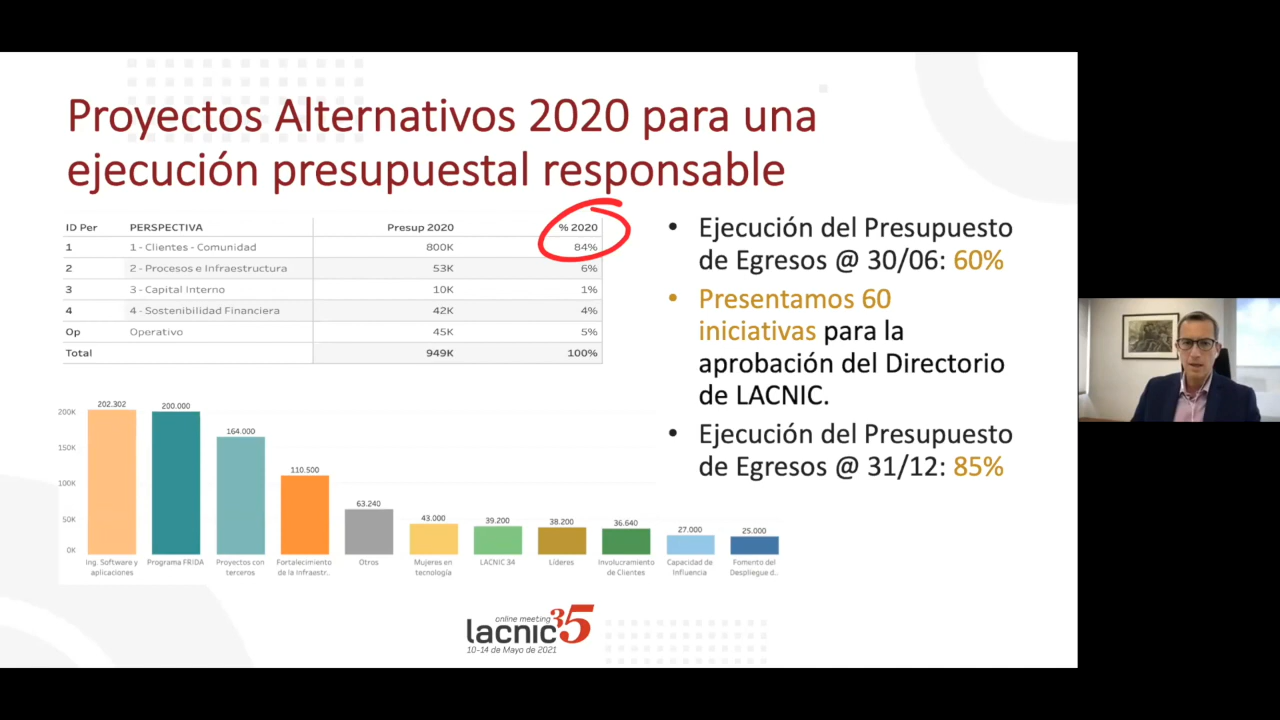 Proyectos Alternativos 2020 para una
ejecución presupuestal responsable
ID Per PERSPECTIVA Presup 2020 % 2020
1 1 - Clientes - Comunidad 800K 84%
2 2 - Procesos e Infraestructura 53K 6%
3 3 - Capital Interno 10K 1%
4 4 - Sostenibilidad Financiera 42K 4%
Op Operativo 45K 5%
Total 949K 100%
• Ejecución del Presupuesto
de Egresos @ 30/06: 60%
• Presentamos 60
iniciativas para la
aprobación del Directorio
de LACNIC.
• Ejecución del Presupuesto
de Egresos @ 31/12: 85%
200K
150K
100K
50K
0K
202.302
200.000
164.000
110.500
63.240
43.000
39.200
38.200
36.640
27.000
25.000
Ing. Software y
aplicaciones
Programa FRIDA
Proyectos con
terceros
Fortalecimiento
de la Infraestr..
Otros
Mujeres en
tecnología
LACNIC 34
Líderes
Involucramiento
de Clientes
Capacidad de
Influencia
Fomento del
Despliegue d..
online meeting
lacnic35
10-14 de Mayo de 2021